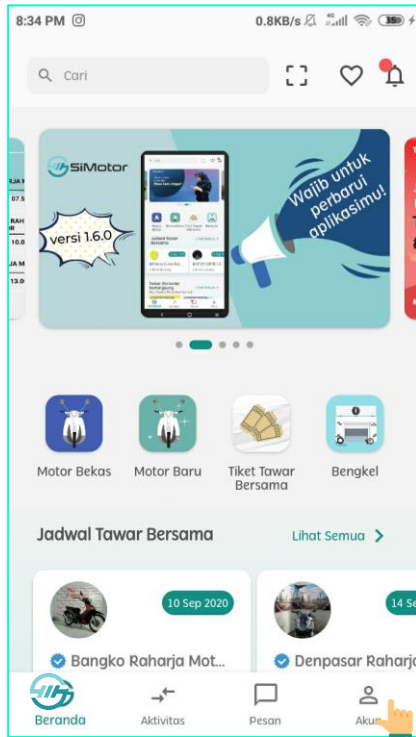 8:34 PM
0.8KB/s 4G 38
Cari
SiMotor
versi 1.6.0
Wajib untuk
perbarui
aplikasimu!
Motor Bekas
Motor Baru
Tiket Tawar
Bersama
Bengkel
Jadwal Tawar Bersama
Lihat Semua
10 Sep 2020
14 Se
Bangko Raharja Mot...
Denpasar Raharja
Beranda
Aktivitas
Pesan
Akun